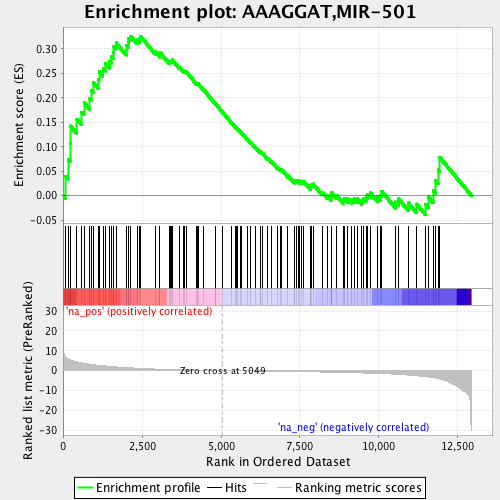 Enrichment plot: AAAGGAT,MIR-501
Enrichment score (ES)
0.30
0.25
0.20
0.15
0.10
0.05
0.00
-0.05
'na_pos' (positively correlated)
Ranked list metric (PreRanked)
30
20
10
0
-10
-20
-30
Zero cross at 5049
'na_neg' (negatively correlated)
0
2,500
5,000
7,500
10,000
12,500
Rank in Ordered Dataset
Enrichment profile
Hits
Ranking metric scores